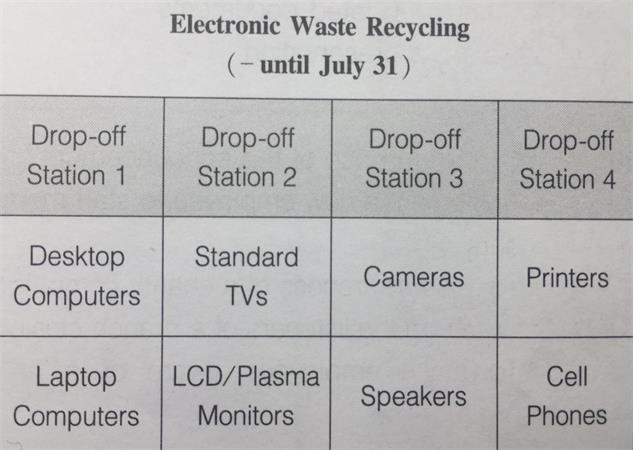 Electronic Waste Recycling
(– until July 31)
Drop-off
Station 1
Drop-off
Station 2
Drop-off
Station 3
Drop-off
Station 4
Desktop
Computers
Standard
TVs
Cameras
Printers
Laptop
Computers
LCD/Plasma
Monitors
Speakers
Cell
Phones